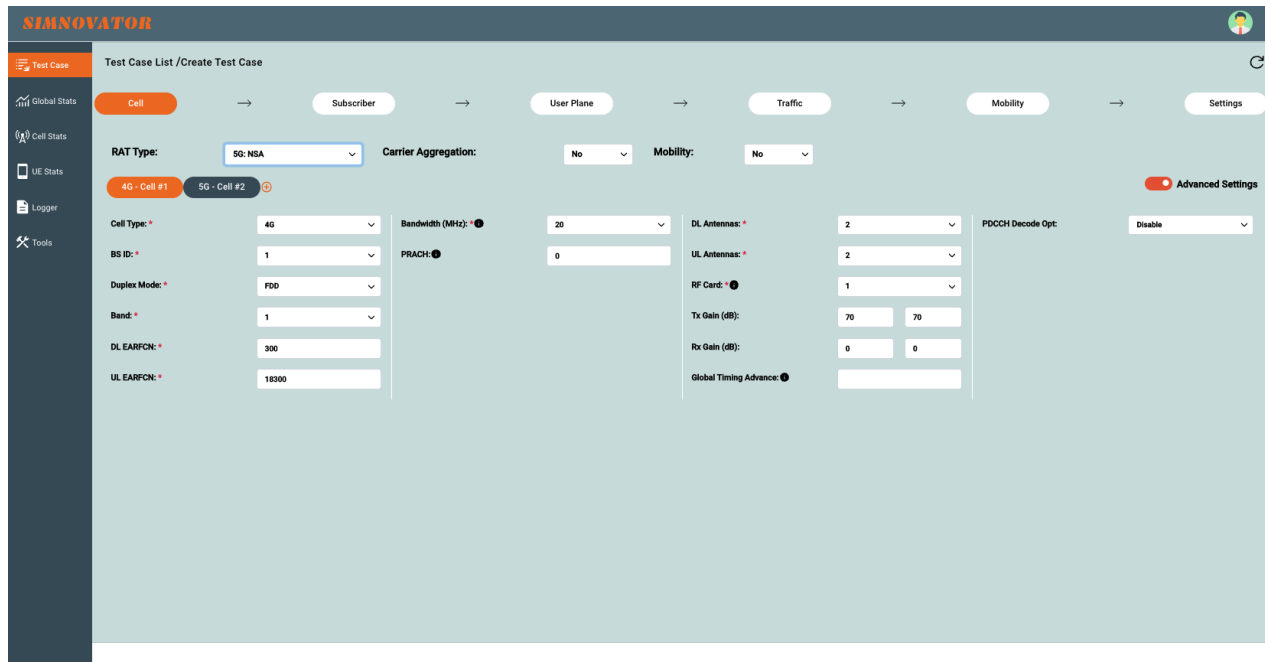 SIMNOVATOR
Test Case
Global Stats
Cell Stats
UE Stats
Logger
Tools
Test Case List /Create Test Case
Cell → Subscriber → User Plane → Traffic → Mobility → Settings
RAT Type: 5G: NSA Carrier Aggregation: No Mobility: No
4G - Cell #1 5G - Cell #2 Advanced Settings
Cell Type: * 4G
BS ID: * 1
Duplex Mode: * FDD
Band: * 1
DL EARFCN: * 300
UL EARFCN: * 18300
Bandwidth (MHz): * 20
PRACH: 0
DL Antennas: * 2
UL Antennas: * 2
RF Card: * 1
Tx Gain (dB): 70 70
Rx Gain (dB): 0 0
Global Timing Advance:
PDCCH Decode Opt: Disable